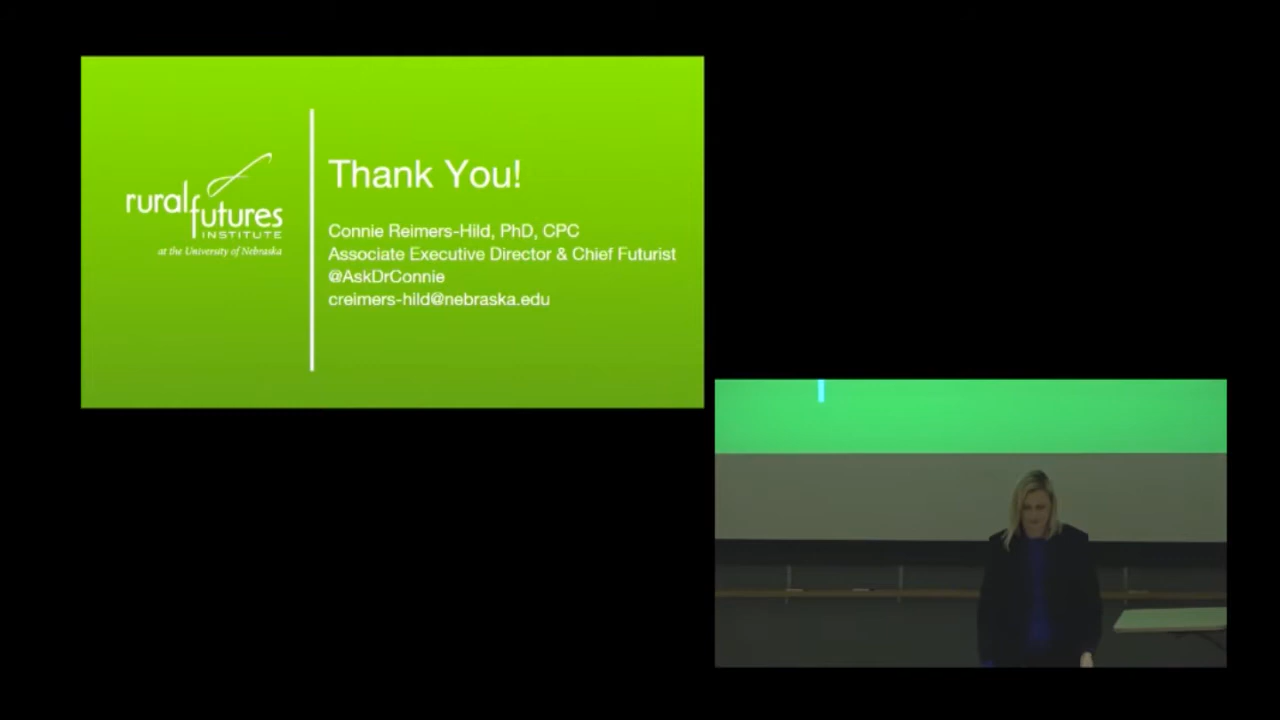 rural futures
INSTITUTE
at the University of Nebraska
Thank You!
Connie Reimers-Hild, PhD, CPC
Associate Executive Director & Chief Futurist
@AskDrConnie
creimers-hild@nebraska.edu